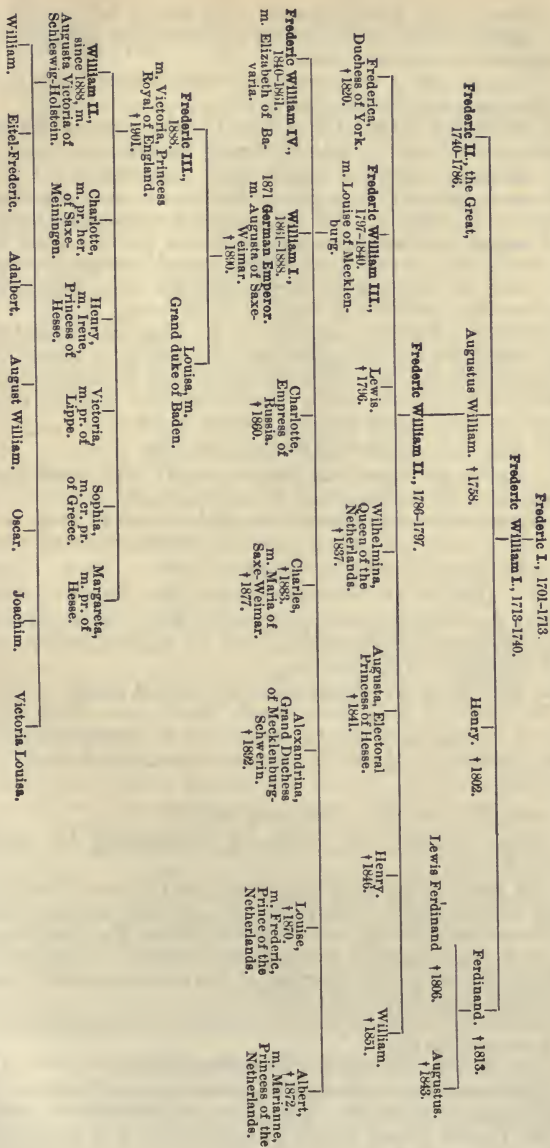 Frederic I., 1701–1713
Frederic William I., 1713–1740.
Frederic II., the Great,
1740–1786.
Augustus William. † 1758.
Henry. † 1802.
Ferdinand. † 1813.
Frederic William II., 1786–1797.
Lewis Ferdinand † 1806.
Augustus.
† 1843.
Frederica,
Duchess of York.
† 1820.
Frederic William III.,
1797–1840.
m. Louise of Mecklen-
burg.
Lewis.
† 1796.
Wilhelmina,
Queen of the
Netherlands.
† 1837.
Augusta, Electoral
Princess of Hesse.
† 1841.
Henry.
† 1846.
William.
† 1851.
Frederic William IV.,
1840–1861.
m. Elizabeth of Ba-
varia.
William I.,
1861–1888.
1871 German Emperor.
m. Augusta of Saxe-
Weimar.
† 1890.
Charlotte,
Empress of
Russia.
† 1860.
Charles,
† 1883.
m. Maria of
Saxe-Weimar.
† 1877.
Alexandrina,
Grand Duchess
of Mecklenburg-
Schwerin.
† 1892.
Louise,
† 1870.
m. Frederic,
Prince of the
Netherlands.
Albert,
† 1872.
m. Marianne,
Princess of the
Netherlands.
Frederic III.,
1888.
m. Victoria, Princess
Royal of England.
† 1901.
Louisa, m.
Grand duke of Baden.
William II.,
since 1888, m.
Augusta Victoria of
Schleswig-Holstein.
Charlotte,
m. pr. her.
of Saxe-
Meiningen.
Henry,
m. Irene,
Princess of
Hesse.
Victoria,
m. pr. of
Lippe.
Sophia,
m. cr. pr.
of Greece.
Margareta,
m. pr. of
Hesse.
William.
Eitel-Frederic.
Adalbert.
August William.
Oscar.
Joachim.
Victoria Louisa.